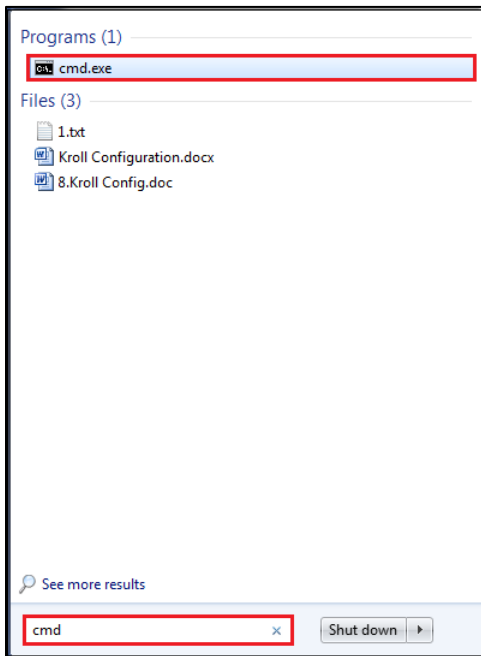 Programs (1)
cmd.exe
Files (3)
1.txt
Kroll Configuration.docx
8.Kroll Config.doc
See more results
cmd
Shut down